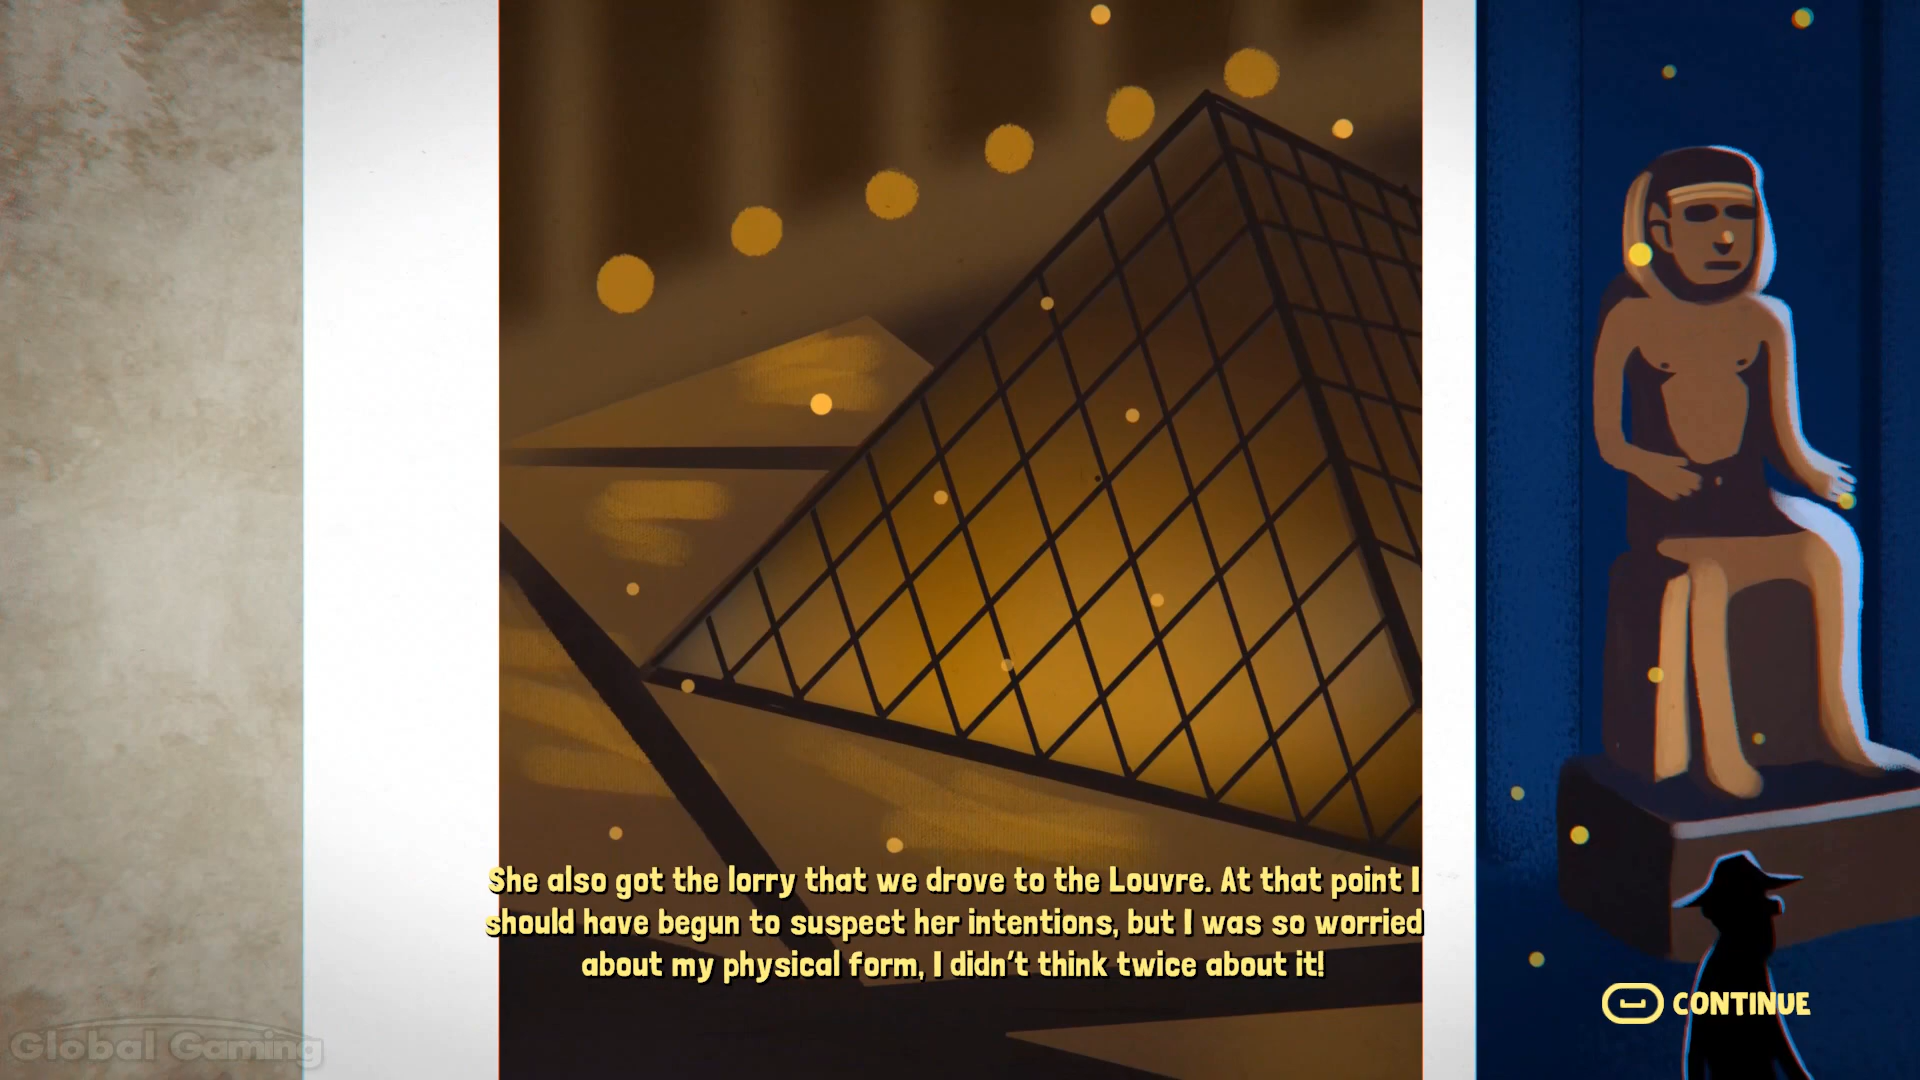 She also got the lorry that we drove to the Louvre. At that point I
should have begun to suspect her intentions, but I was so worried
about my physical form, I didn't think twice about it!
CONTINUE
Global Gaming